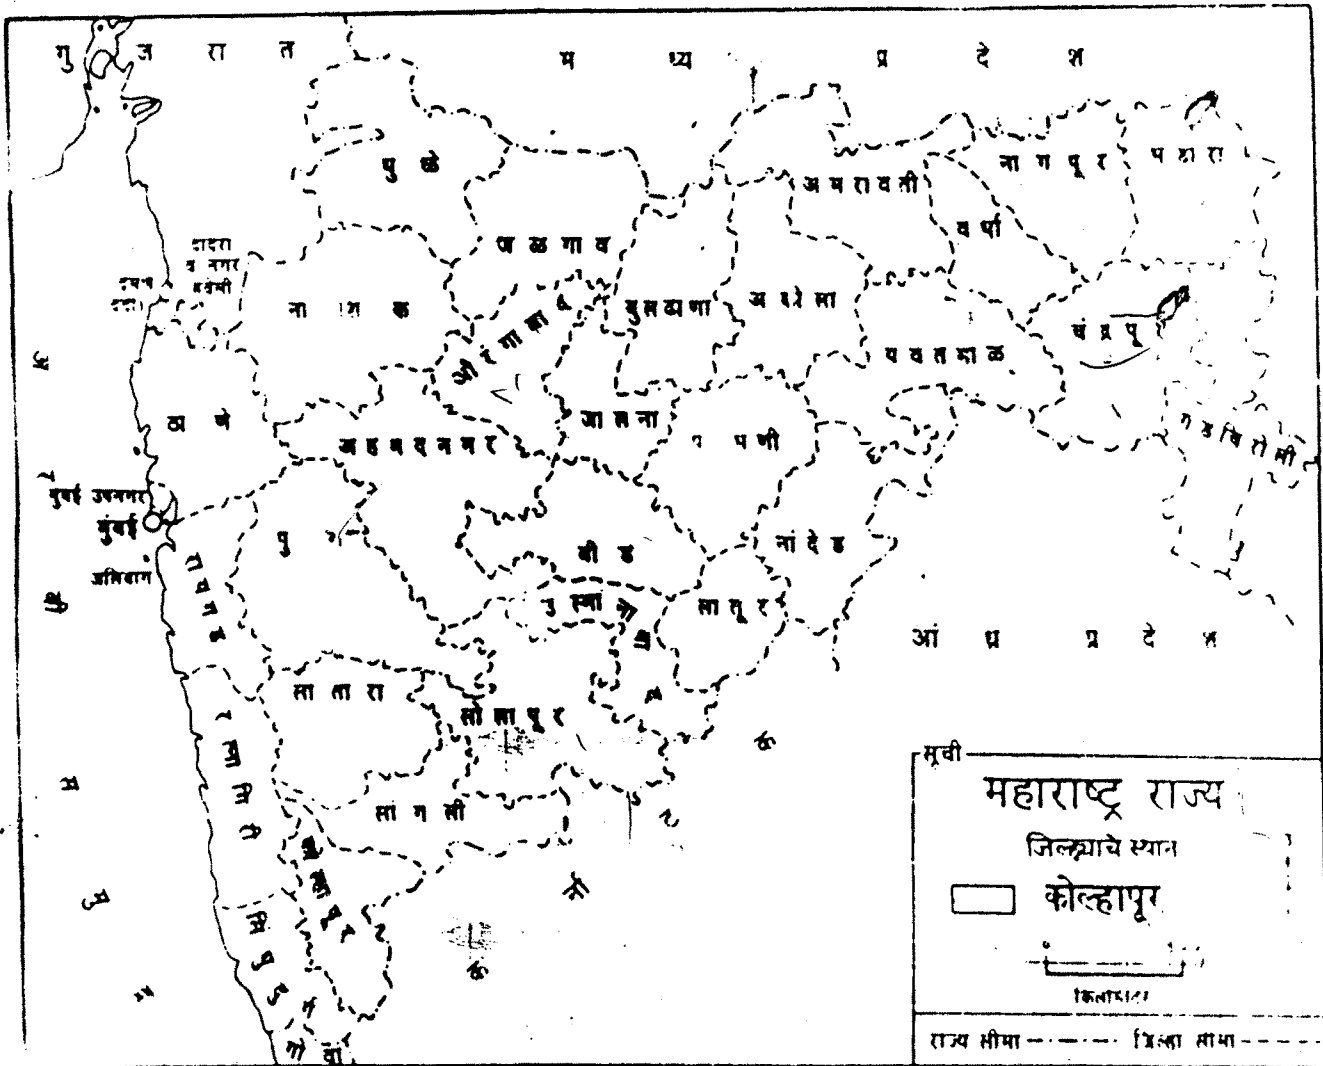 गुजरात
मध्य प्रदेश
धुळे
नागपूर
भंडारा
अमरावती
वर्धा
जळगाव
दादरा
व नगर
हवेली
दमण
बुलढाणा
अकोला
औरंगाबाद
चंद्रपूर
यवतमाळ
ठाणे
जालना
अहमदनगर
गडचिरोली
मुंबई उपनगर
मुंबई
अलिबाग
रायगड
बीड
नांदेड
उस्मानाबाद
लातूर
आंध्र प्रदेश
सातारा
सोलापूर
रत्नागिरी
सांगली
कोल्हापूर
सिंधुदुर्ग
गोवा
अरबी समुद्र
कर्नाटक
सूची
महाराष्ट्र राज्य
जिल्ह्याचे स्थान
कोल्हापूर
किलोमीटर
राज्य सीमा जिल्हा सीमा